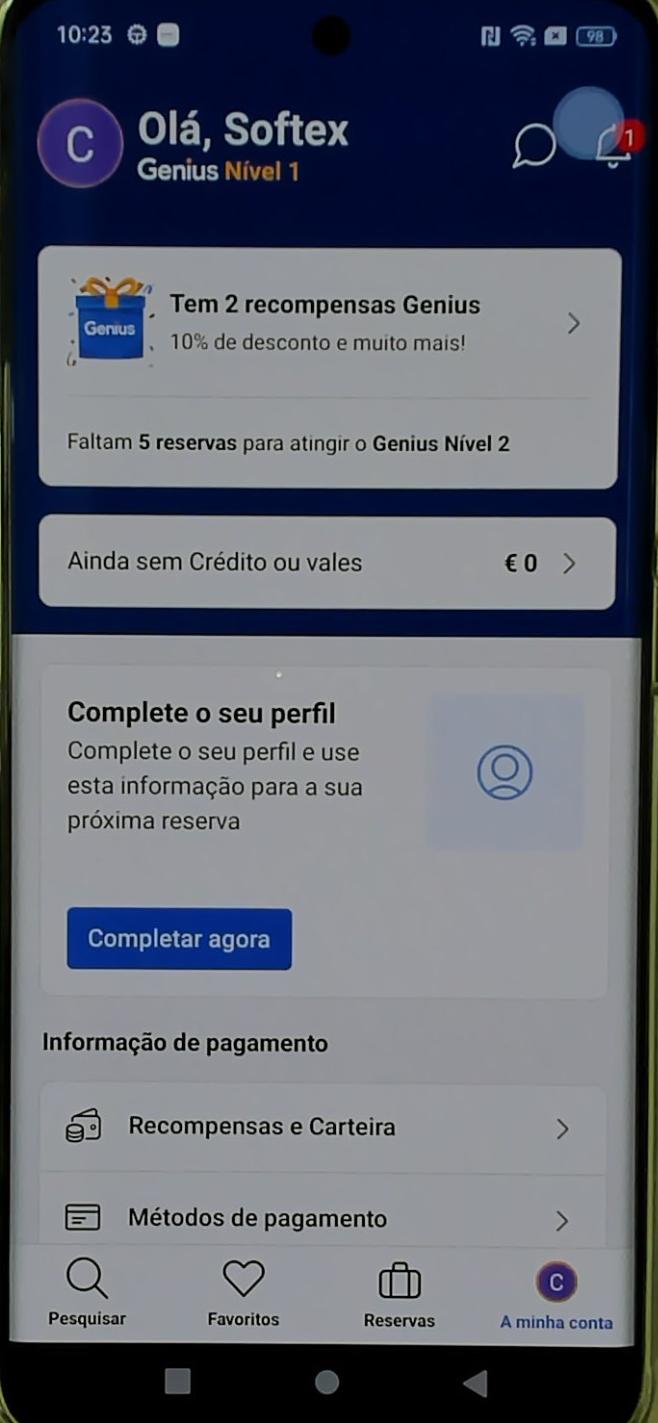 10:23
98
C
Olá, Softex
Genius Nível 1
1
Genius
Tem 2 recompensas Genius
10% de desconto e muito mais!
Faltam 5 reservas para atingir o Genius Nível 2
Ainda sem Crédito ou vales
€ 0
Complete o seu perfil
Complete o seu perfil e use
esta informação para a sua
próxima reserva
Completar agora
Informação de pagamento
Recompensas e Carteira
Métodos de pagamento
C
Pesquisar
Favoritos
Reservas
A minha conta